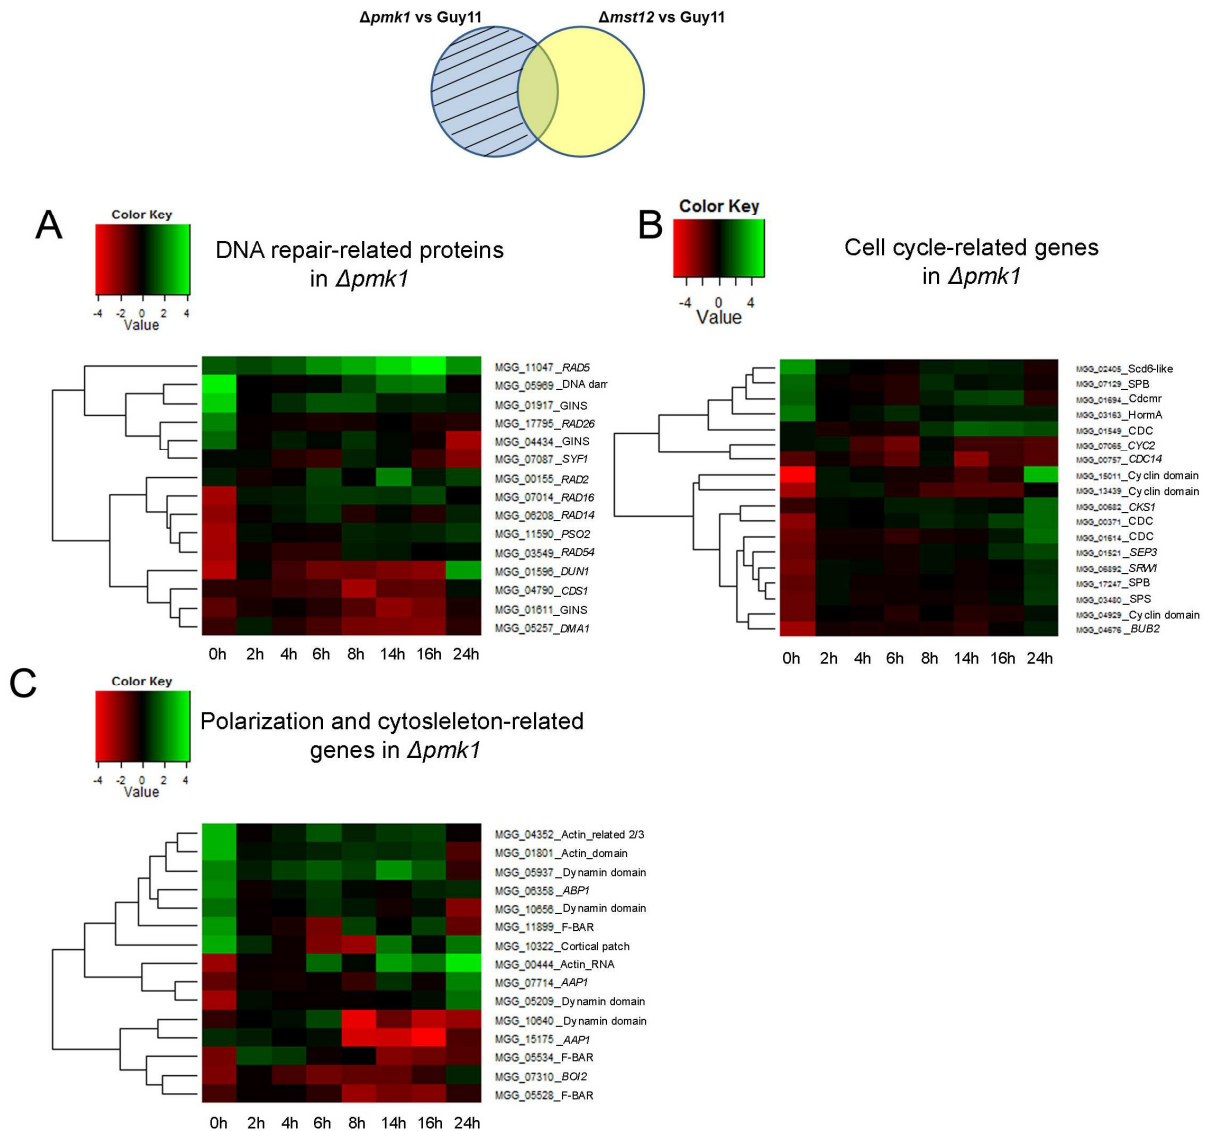 Δpmk1 vs Guy11
Δmst12 vs Guy11
A
Color Key
-4 -2 0 2 4
Value
DNA repair-related proteins
in Δpmk1
MGG_11047_RAD5
MGG_05969_DNA dam
MGG_01917_GINS
MGG_17795_RAD26
MGG_04434_GINS
MGG_07087_SYF1
MGG_00155_RAD2
MGG_07014_RAD16
MGG_06208_RAD14
MGG_11590_PSO2
MGG_03549_RAD54
MGG_01596_DUN1
MGG_04790_CDS1
MGG_01611_GINS
MGG_05257_DMA1
0h 2h 4h 6h 8h 14h 16h 24h
B
Color Key
-4 0 4
Value
Cell cycle-related genes
in Δpmk1
MGG_02405_Scd6-like
MGG_07129_SPB
MGG_01694_Cdcmr
MGG_03163_HormA
MGG_01549_CDC
MGG_07065_CYC2
MGG_00757_CDC14
MGG_15011_Cyclin domain
MGG_13439_Cyclin domain
MGG_00682_CKS1
MGG_00371_CDC
MGG_01614_CDC
MGG_01521_SEP3
MGG_06892_SRW1
MGG_17247_SPB
MGG_03480_SPS
MGG_04929_Cyclin domain
MGG_04676_BUB2
0h 2h 4h 6h 8h 14h 16h 24h
C
Color Key
-4 -2 0 2 4
Value
Polarization and cytosleleton-related
genes in Δpmk1
MGG_04352_Actin_related 2/3
MGG_01801_Actin_domain
MGG_05937_Dynamin domain
MGG_06358_ABP1
MGG_10656_Dynamin domain
MGG_11899_F-BAR
MGG_10322_Cortical patch
MGG_00444_Actin_RNA
MGG_07714_AAP1
MGG_05209_Dynamin domain
MGG_10640_Dynamin domain
MGG_15175_AAP1
MGG_05534_F-BAR
MGG_07310_BOI2
MGG_05528_F-BAR
0h 2h 4h 6h 8h 14h 16h 24h